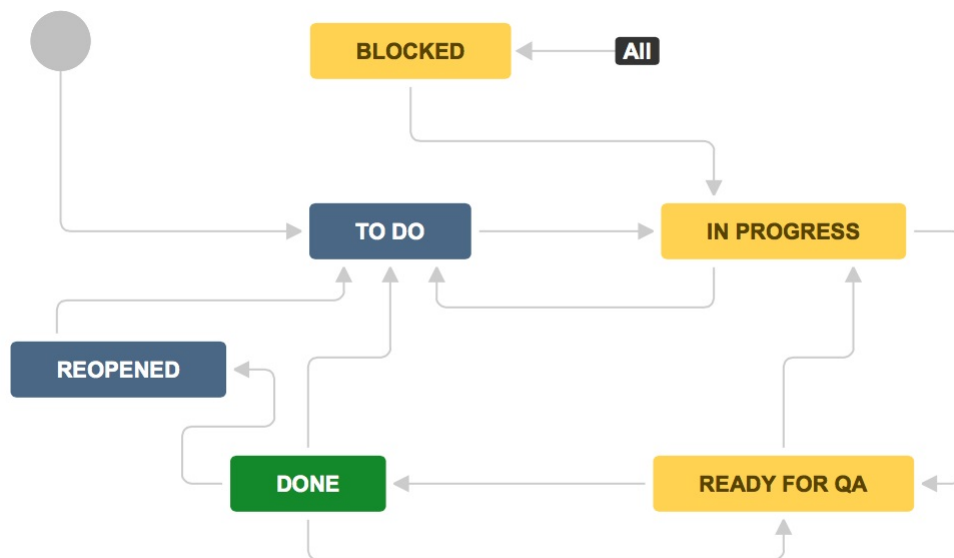 BLOCKED
All
TO DO
IN PROGRESS
REOPENED
DONE
READY FOR QA